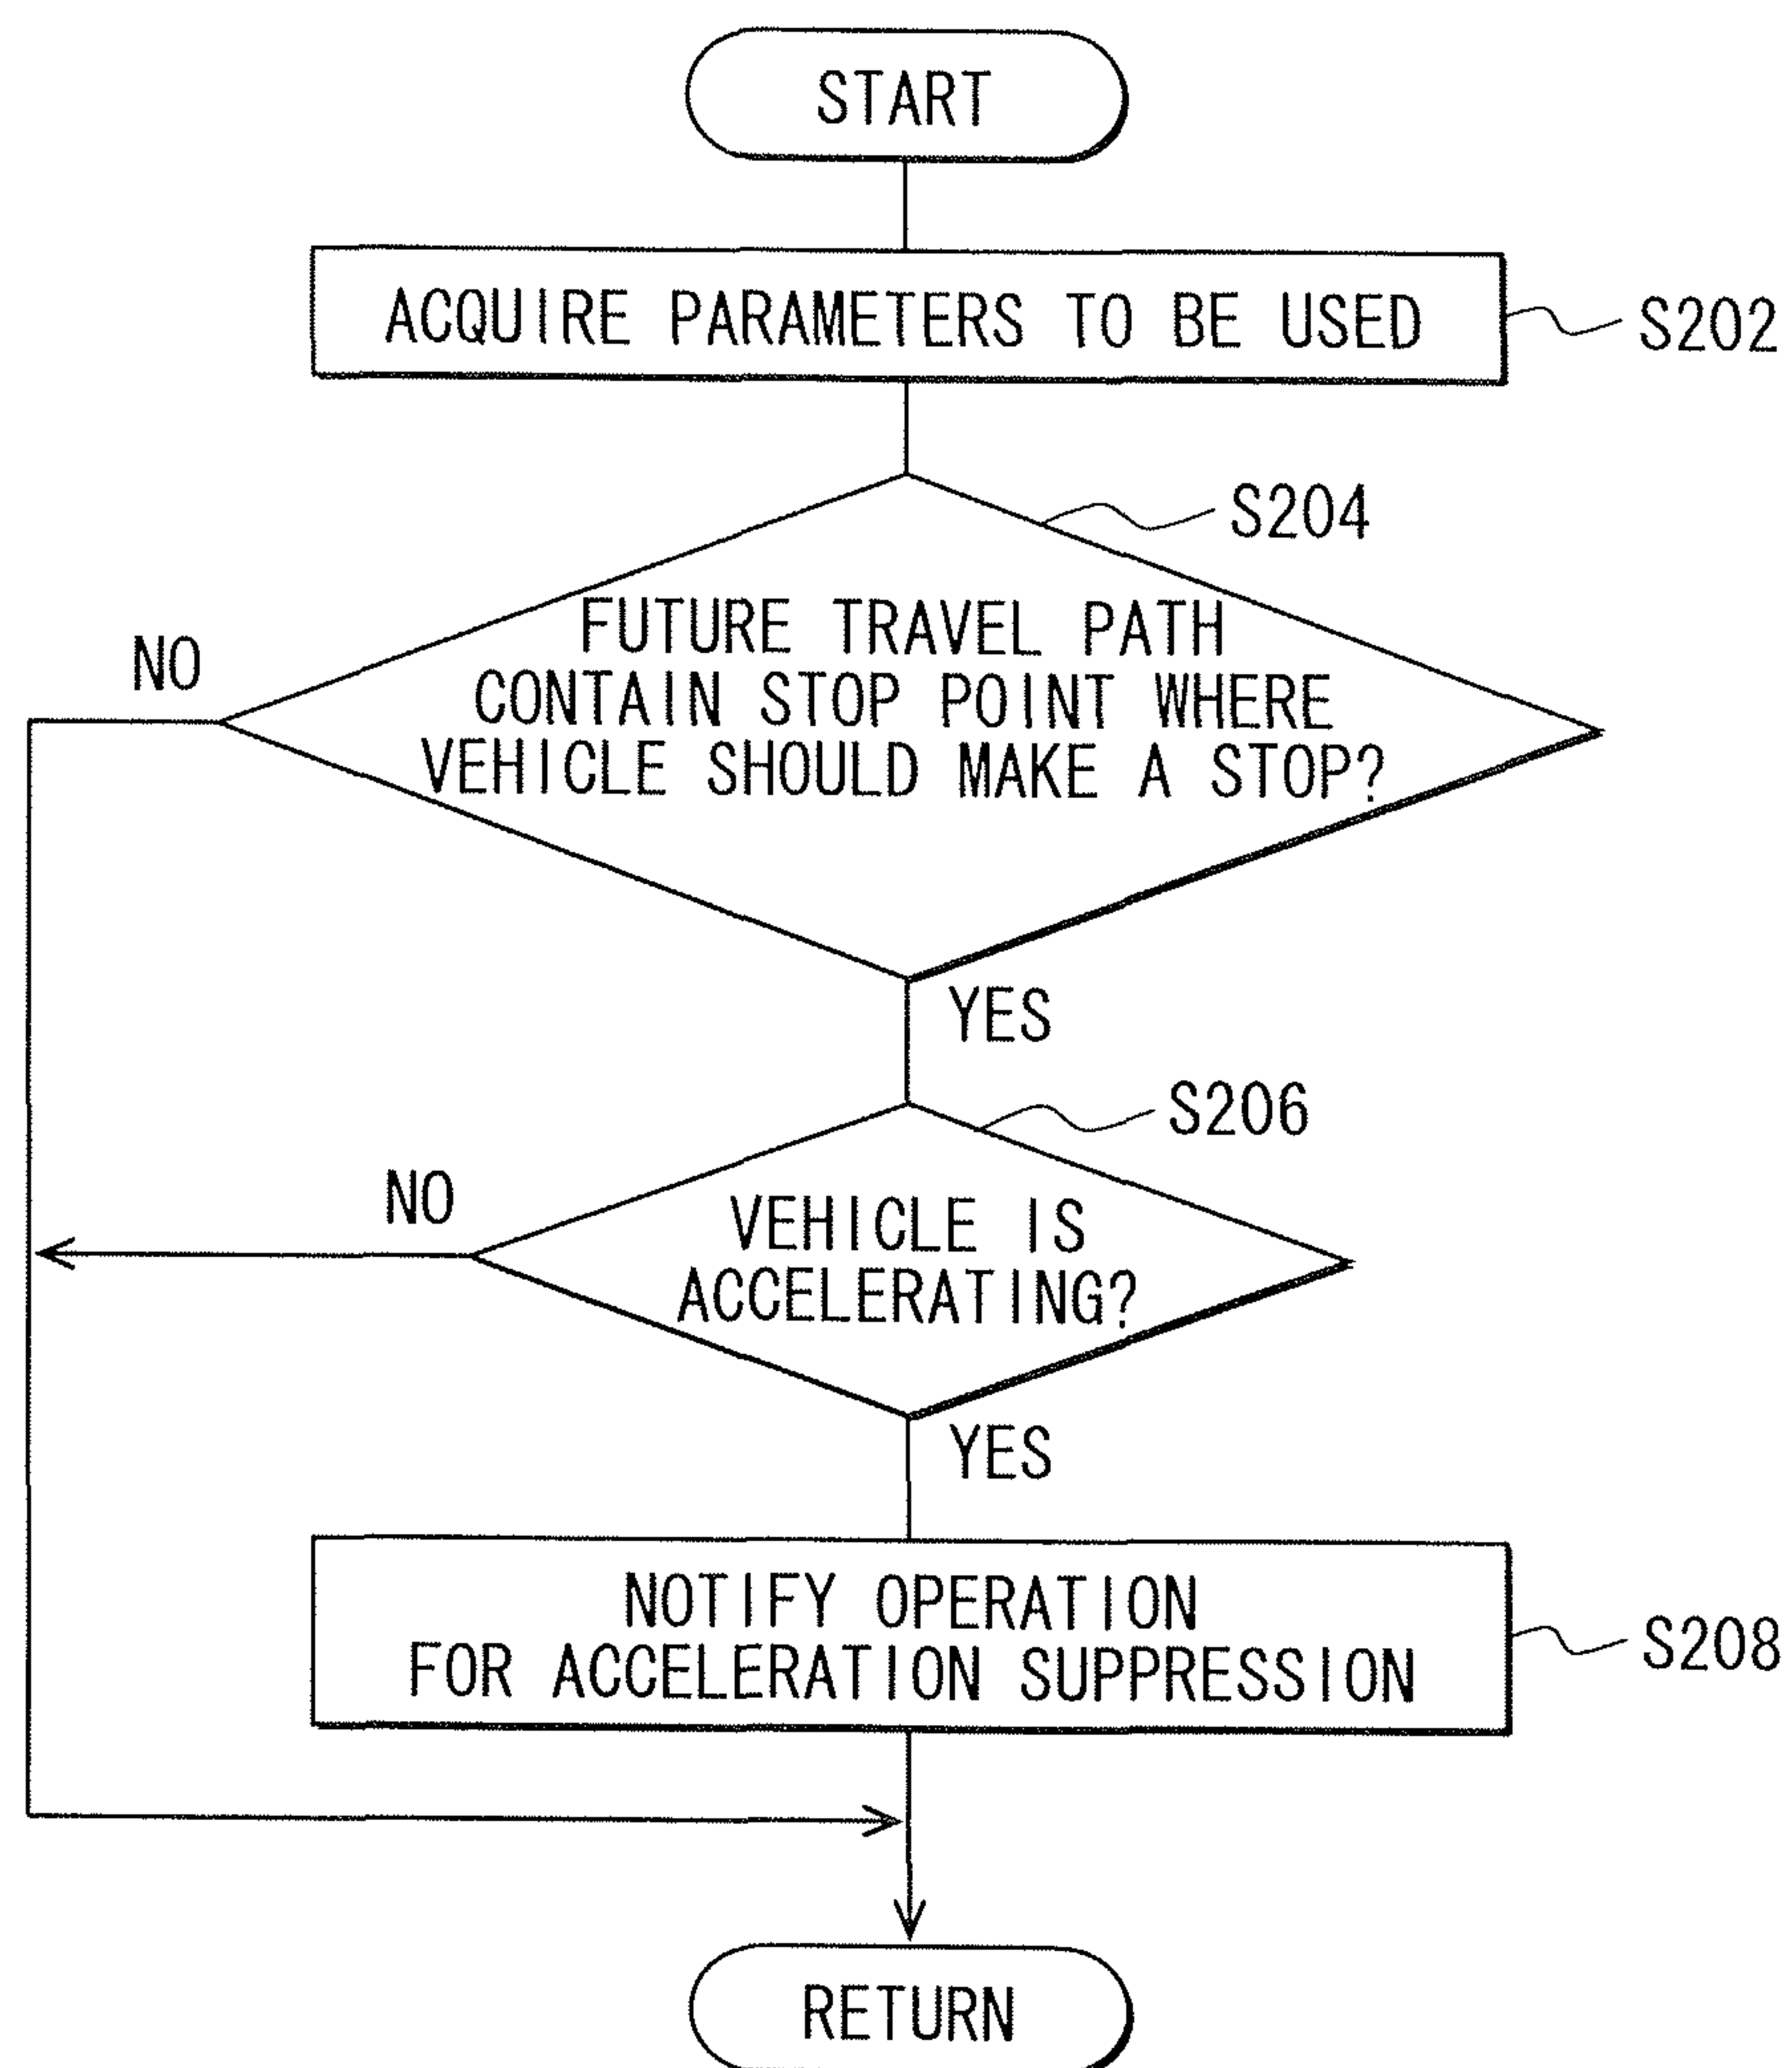 START
ACQUIRE PARAMETERS TO BE USED
S202
S204
FUTURE TRAVEL PATH
CONTAIN STOP POINT WHERE
VEHICLE SHOULD MAKE A STOP?
NO
YES
S206
NO
VEHICLE IS
ACCELERATING?
YES
NOTIFY OPERATION
FOR ACCELERATION SUPPRESSION
S208
RETURN